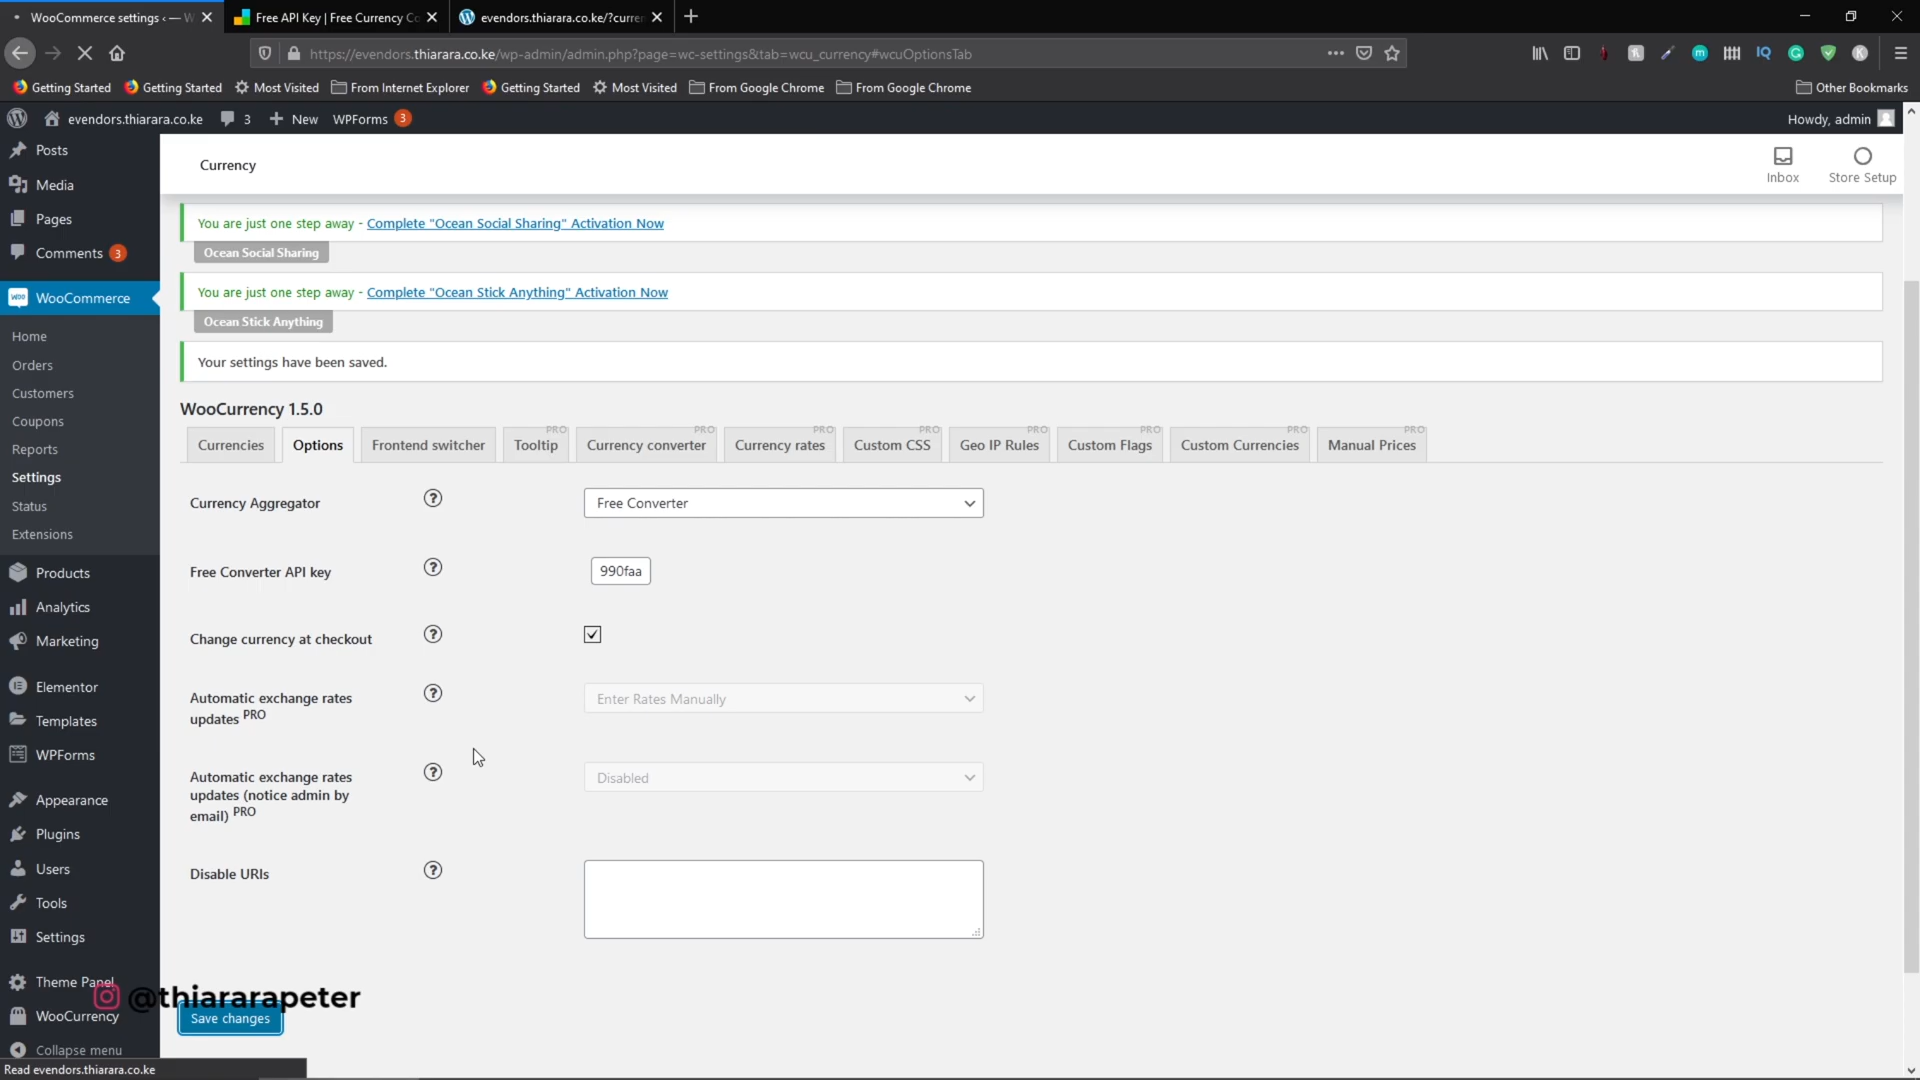 WooCommerce settings ‹ — W
Free API Key | Free Currency Co
evendors.thiarara.co.ke/?curre
https://evendors.thiarara.co.ke/wp-admin/admin.php?page=wc-settings&tab=wcu_currency#wcuOptionsTab
Getting Started
Getting Started
Most Visited
From Internet Explorer
Getting Started
Most Visited
From Google Chrome
From Google Chrome
Other Bookmarks
evendors.thiarara.co.ke
3
New
WPForms
3
Howdy, admin
Posts
Media
Pages
Comments 3
WooCommerce
Home
Orders
Customers
Coupons
Reports
Settings
Status
Extensions
Products
Analytics
Marketing
Elementor
Templates
WPForms
Appearance
Plugins
Users
Tools
Settings
Theme Panel
WooCurrency
Collapse menu
Currency
Inbox
Store Setup
You are just one step away - Complete "Ocean Social Sharing" Activation Now
Ocean Social Sharing
You are just one step away - Complete "Ocean Stick Anything" Activation Now
Ocean Stick Anything
Your settings have been saved.
WooCurrency 1.5.0
Currencies
Options
Frontend switcher
Tooltip PRO
Currency converter PRO
Currency rates PRO
Custom CSS PRO
Geo IP Rules PRO
Custom Flags PRO
Custom Currencies PRO
Manual Prices PRO
Currency Aggregator
?
Free Converter
Free Converter API key
?
990faa
Change currency at checkout
?
Automatic exchange rates
updates PRO
?
Enter Rates Manually
Automatic exchange rates
updates (notice admin by
email) PRO
?
Disabled
Disable URIs
?
@thiararapeter
Save changes
Read evendors.thiarara.co.ke